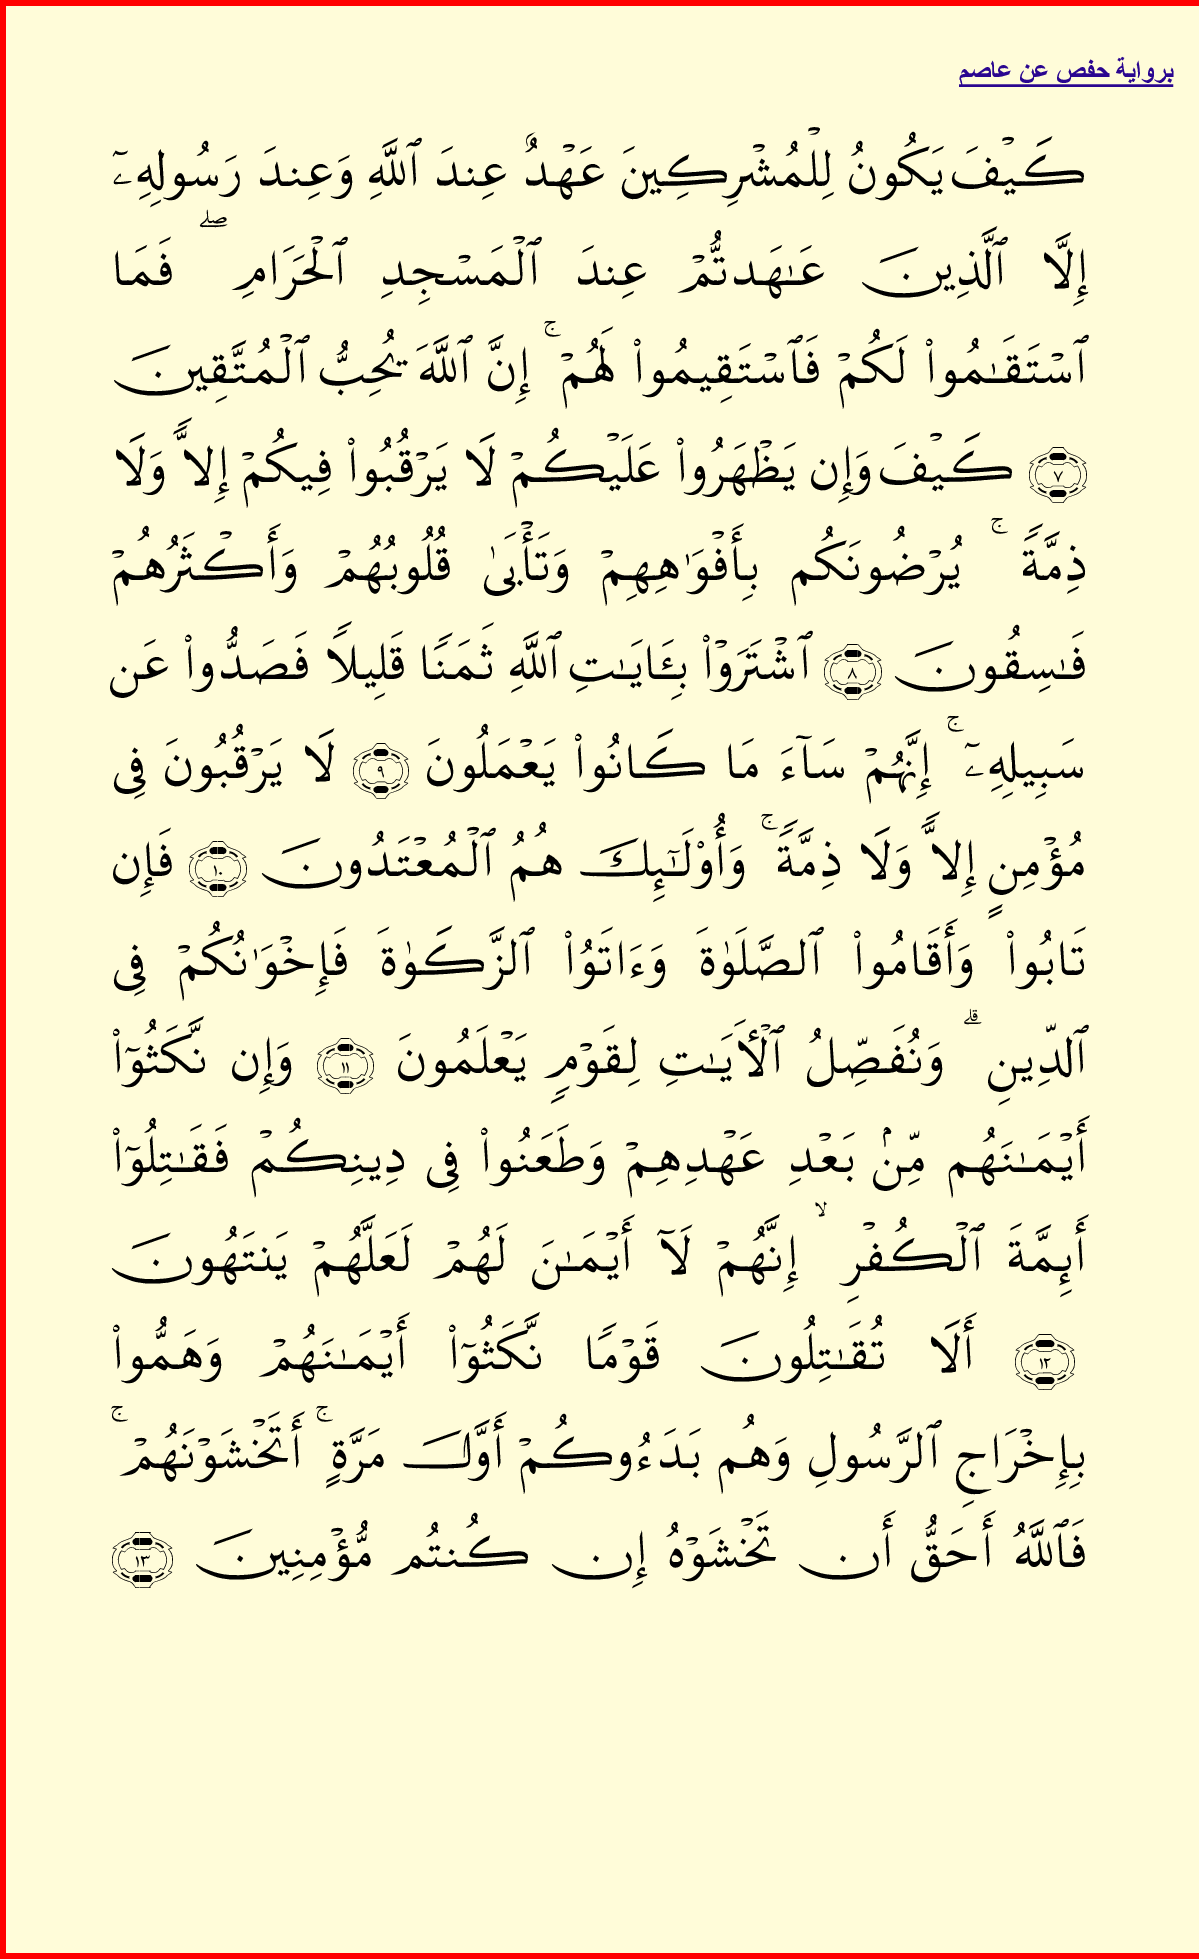 برواية حفص عن عاصم
كَيۡفَ يَكُونُ لِلۡمُشۡرِكِينَ عَهۡدٌ عِندَ ٱللَّهِ وَعِندَ رَسُولِهِۦٓ
إِلَّا ٱلَّذِينَ عَـٰهَدتُّمۡ عِندَ ٱلۡمَسۡجِدِ ٱلۡحَرَامِۖ فَمَا
ٱسۡتَقَـٰمُواْ لَكُمۡ فَٱسۡتَقِيمُواْ لَهُمۡۚ إِنَّ ٱللَّهَ يُحِبُّ ٱلۡمُتَّقِينَ
٧ كَيۡفَ وَإِن يَظۡهَرُواْ عَلَيۡكُمۡ لَا يَرۡقُبُواْ فِيكُمۡ إِلًّا وَلَا
ذِمَّةًۚ يُرۡضُونَكُم بِأَفۡوَٰهِهِمۡ وَتَأۡبَىٰ قُلُوبُهُمۡ وَأَكۡثَرُهُمۡ
فَـٰسِقُونَ ٨ ٱشۡتَرَوۡاْ بِـَٔايَـٰتِ ٱللَّهِ ثَمَنًا قَلِيلًا فَصَدُّواْ عَن
سَبِيلِهِۦٓۚ إِنَّهُمۡ سَآءَ مَا كَانُواْ يَعۡمَلُونَ ٩ لَا يَرۡقُبُونَ فِى
مُؤۡمِنٍ إِلًّا وَلَا ذِمَّةًۚ وَأُوْلَـٰٓئِكَ هُمُ ٱلۡمُعۡتَدُونَ ١٠ فَإِن
تَابُواْ وَأَقَامُواْ ٱلصَّلَوٰةَ وَءَاتَوُاْ ٱلزَّكَوٰةَ فَإِخۡوَٰنُكُمۡ فِى
ٱلدِّينِۗ وَنُفَصِّلُ ٱلۡأَيَـٰتِ لِقَوۡمٍ يَعۡلَمُونَ ١١ وَإِن نَّكَثُوٓاْ
أَيۡمَـٰنَهُم مِّنۢ بَعۡدِ عَهۡدِهِمۡ وَطَعَنُواْ فِى دِينِكُمۡ فَقَـٰتِلُوٓاْ
أَئِمَّةَ ٱلۡكُفۡرِۙ إِنَّهُمۡ لَآ أَيۡمَـٰنَ لَهُمۡ لَعَلَّهُمۡ يَنتَهُونَ
١٢ أَلَا تُقَـٰتِلُونَ قَوۡمًا نَّكَثُوٓاْ أَيۡمَـٰنَهُمۡ وَهَمُّواْ
بِإِخۡرَاجِ ٱلرَّسُولِ وَهُم بَدَءُوكُمۡ أَوَّلَ مَرَّةٍۚ أَتَخۡشَوۡنَهُمۡۚ
فَٱللَّهُ أَحَقُّ أَن تَخۡشَوۡهُ إِن كُنتُم مُّؤۡمِنِينَ ١٣